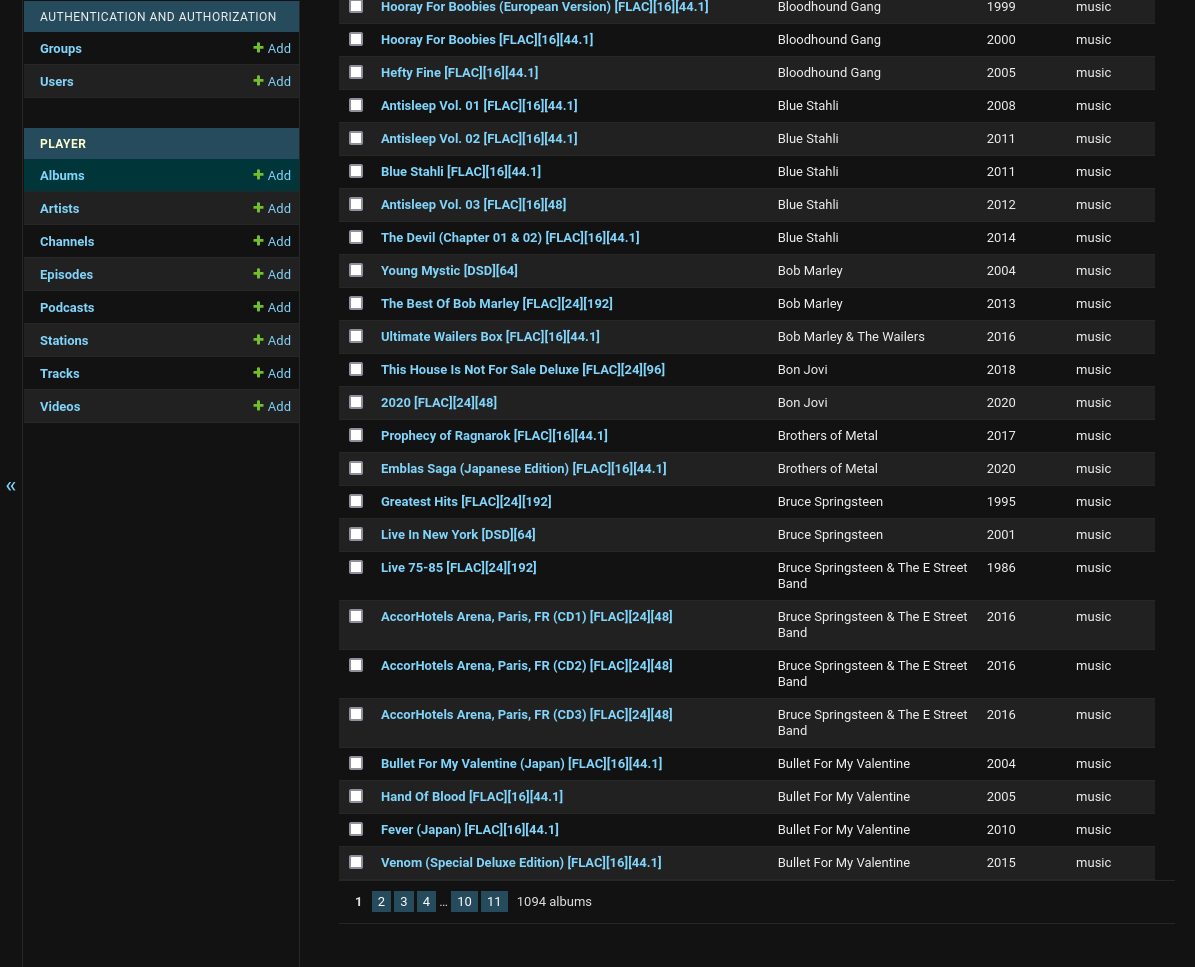 AUTHENTICATION AND AUTHORIZATION
Groups + Add
Users + Add
PLAYER
Albums + Add
Artists + Add
Channels + Add
Episodes + Add
Podcasts + Add
Stations + Add
Tracks + Add
Videos + Add
«
Hooray For Boobies (European Version) [FLAC][16][44.1] Bloodhound Gang 1999 music
Hooray For Boobies [FLAC][16][44.1] Bloodhound Gang 2000 music
Hefty Fine [FLAC][16][44.1] Bloodhound Gang 2005 music
Antisleep Vol. 01 [FLAC][16][44.1] Blue Stahli 2008 music
Antisleep Vol. 02 [FLAC][16][44.1] Blue Stahli 2011 music
Blue Stahli [FLAC][16][44.1] Blue Stahli 2011 music
Antisleep Vol. 03 [FLAC][16][48] Blue Stahli 2012 music
The Devil (Chapter 01 & 02) [FLAC][16][44.1] Blue Stahli 2014 music
Young Mystic [DSD][64] Bob Marley 2004 music
The Best Of Bob Marley [FLAC][24][192] Bob Marley 2013 music
Ultimate Wailers Box [FLAC][16][44.1] Bob Marley & The Wailers 2016 music
This House Is Not For Sale Deluxe [FLAC][24][96] Bon Jovi 2018 music
2020 [FLAC][24][48] Bon Jovi 2020 music
Prophecy of Ragnarok [FLAC][16][44.1] Brothers of Metal 2017 music
Emblas Saga (Japanese Edition) [FLAC][16][44.1] Brothers of Metal 2020 music
Greatest Hits [FLAC][24][192] Bruce Springsteen 1995 music
Live In New York [DSD][64] Bruce Springsteen 2001 music
Live 75-85 [FLAC][24][192] Bruce Springsteen & The E Street 1986 music
Band
AccorHotels Arena, Paris, FR (CD1) [FLAC][24][48] Bruce Springsteen & The E Street 2016 music
Band
AccorHotels Arena, Paris, FR (CD2) [FLAC][24][48] Bruce Springsteen & The E Street 2016 music
Band
AccorHotels Arena, Paris, FR (CD3) [FLAC][24][48] Bruce Springsteen & The E Street 2016 music
Band
Bullet For My Valentine (Japan) [FLAC][16][44.1] Bullet For My Valentine 2004 music
Hand Of Blood [FLAC][16][44.1] Bullet For My Valentine 2005 music
Fever (Japan) [FLAC][16][44.1] Bullet For My Valentine 2010 music
Venom (Special Deluxe Edition) [FLAC][16][44.1] Bullet For My Valentine 2015 music
1 2 3 4 … 10 11 1094 albums